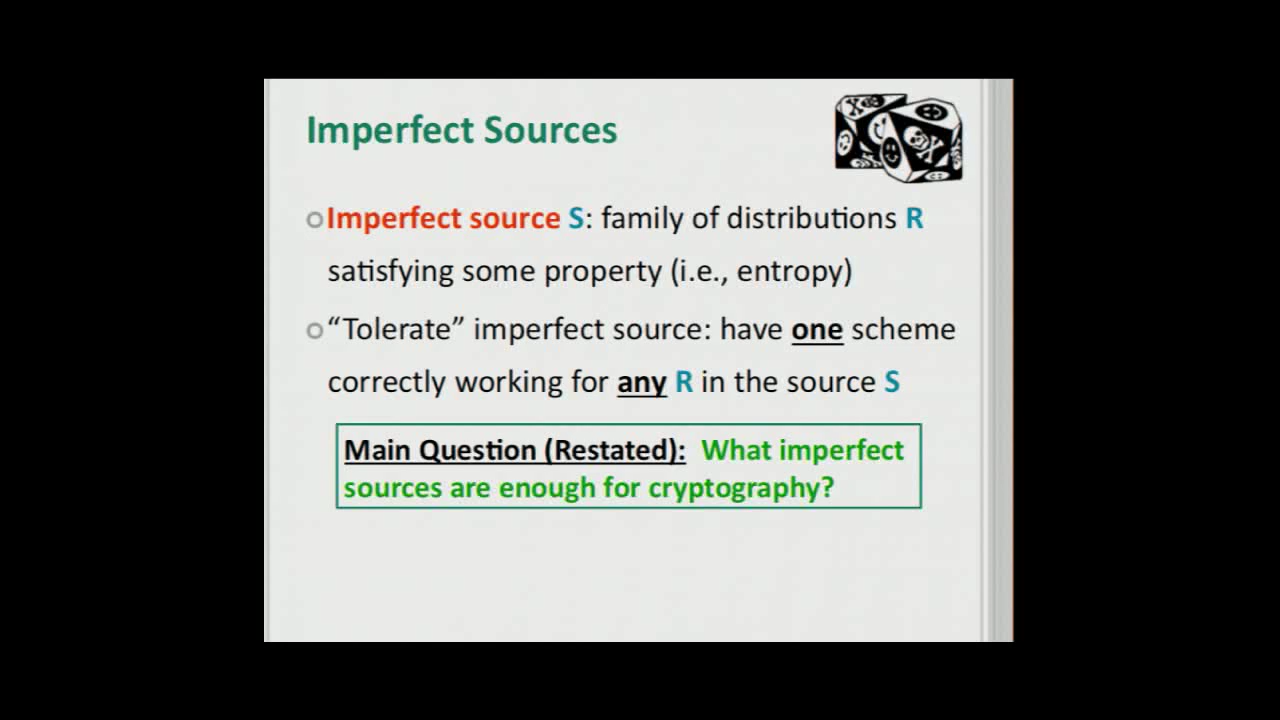 Imperfect Sources
Imperfect source S: family of distributions R
satisfying some property (i.e., entropy)
“Tolerate” imperfect source: have one scheme
correctly working for any R in the source S
Main Question (Restated): What imperfect
sources are enough for cryptography?